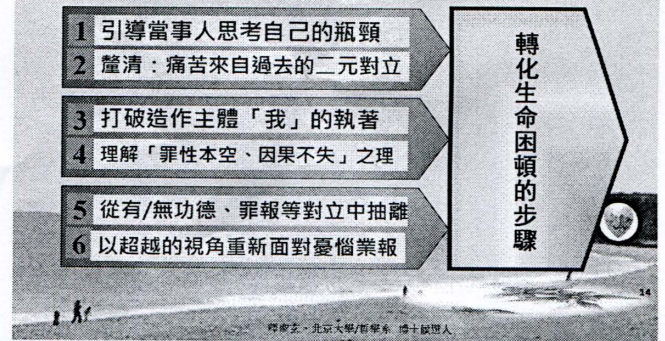 1 引導當事人思考自己的瓶頸
2 釐清：痛苦來自過去的二元對立
3 打破造作主體「我」的執著
4 理解「罪性本空、因果不失」之理
5 從有/無功德、罪報等對立中抽離
6 以超越的視角重新面對憂惱業報
轉化生命困頓的步驟
14
北京大學/哲學系 博士候選人